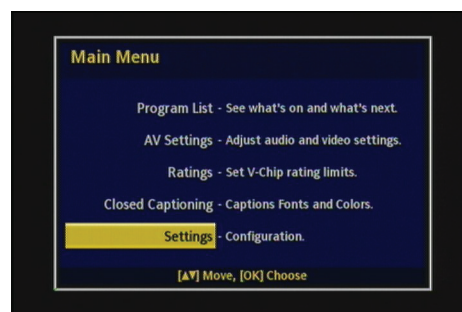 Main Menu
Program List - See what's on and what's next.
AV Settings - Adjust audio and video settings.
Ratings - Set V-Chip rating limits.
Closed Captioning - Captions Fonts and Colors.
Settings - Configuration.
[▲▼] Move, [OK] Choose